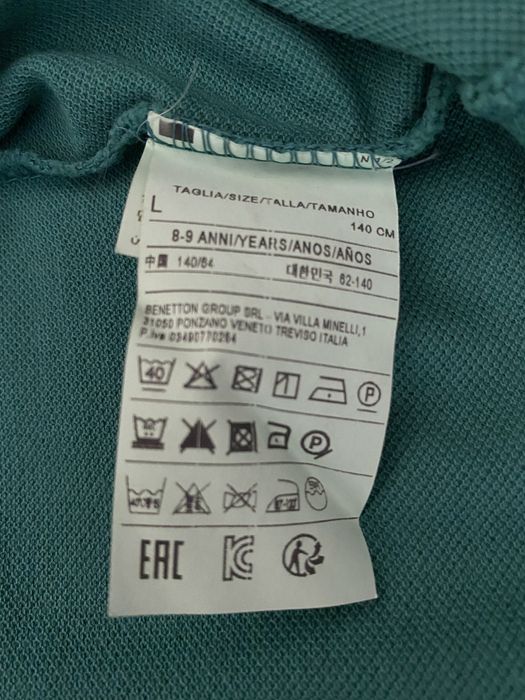 N 1/2
TAGLIA/SIZE/TALLA/TAMANHO
L 140 CM
8-9 ANNI/YEARS/ANOS/AÑOS
中国 140/64 대한민국 62-140
BENETTON GROUP SRL - VIA VILLA MINELLI,1
31050 PONZANO VENETO TREVISO ITALIA
P.Iva 03490770264
40 P
P
EAC KC